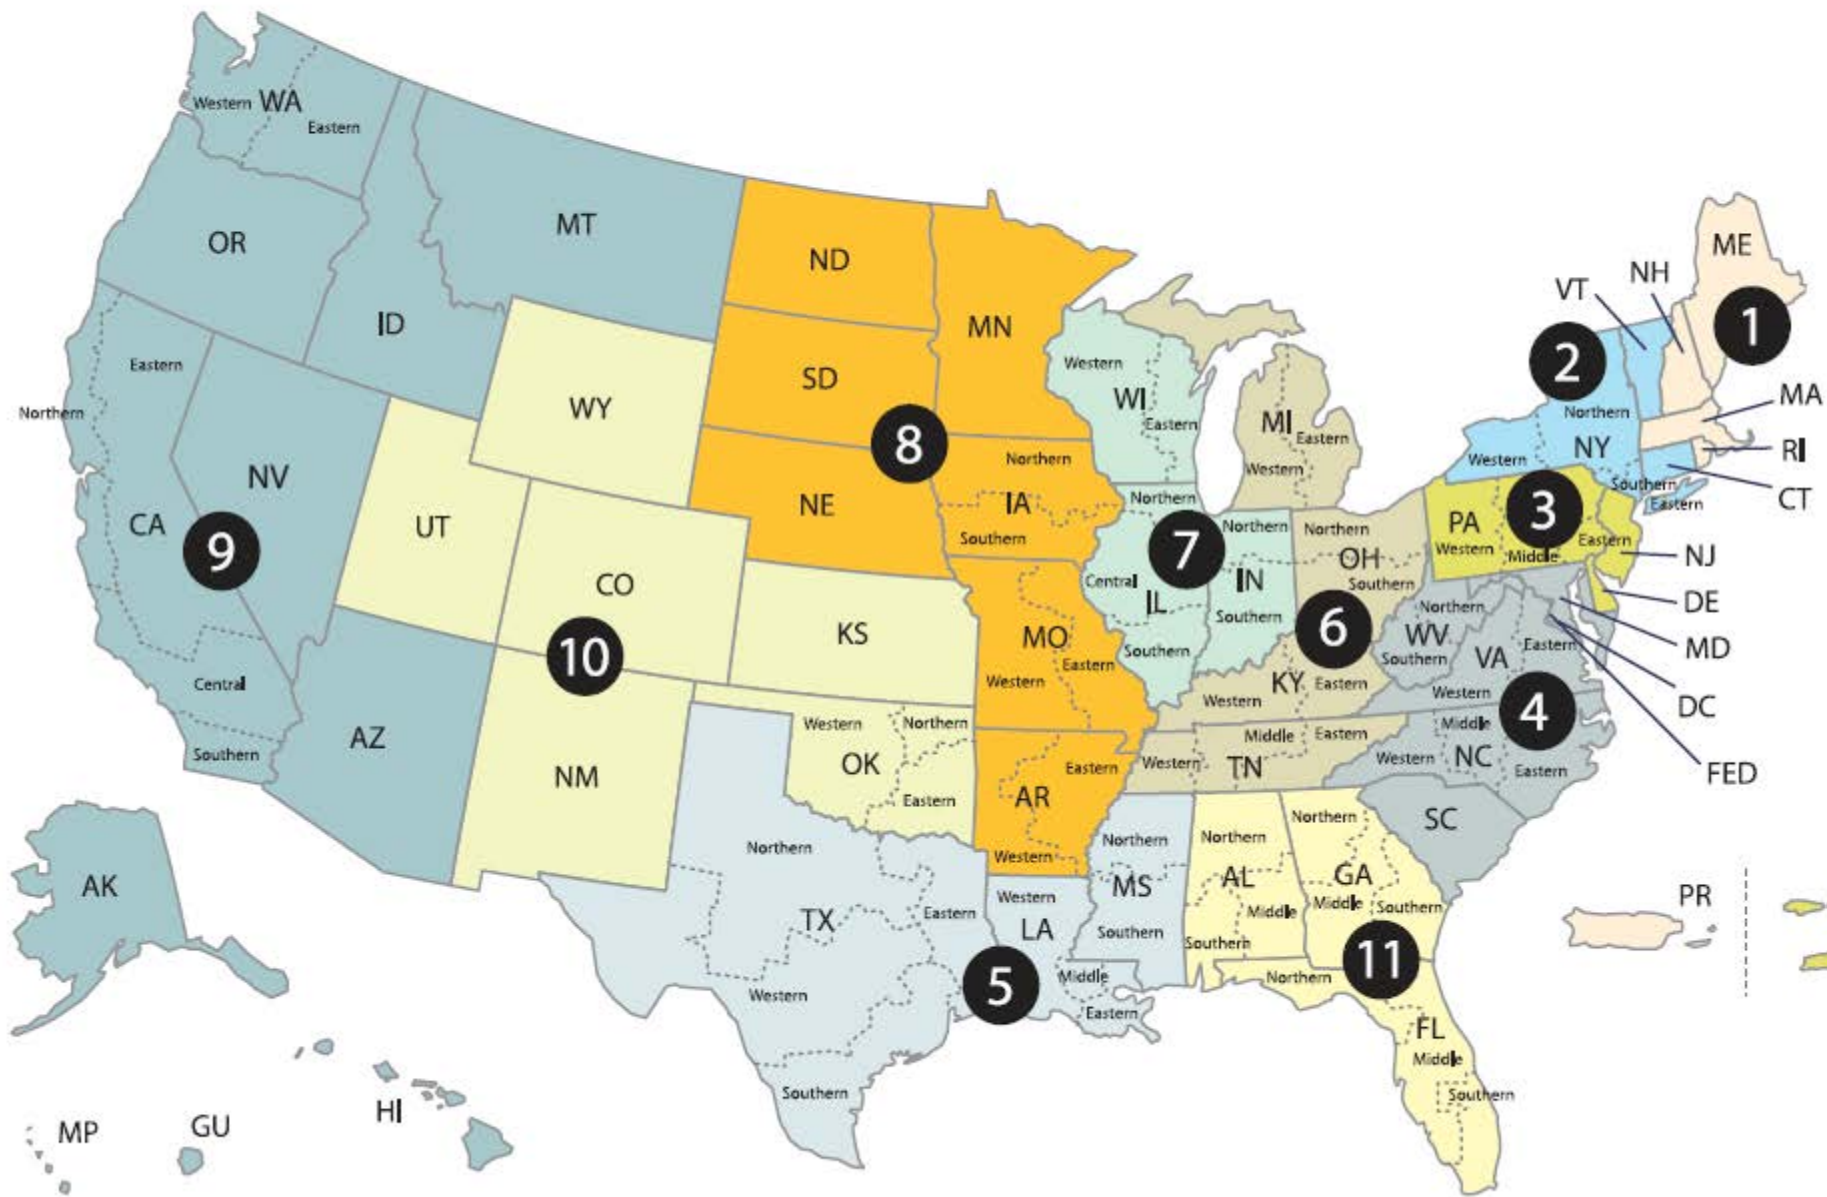 WA
Western
Eastern
MT
OR
ID
ND
MN
ME
NH
VT
1
2
SD
WY
Western
WI
Eastern
MI
Eastern
Western
Northern
NY
Western
Southern
Eastern
MA
RI
CT
Eastern
Northern
NV
CA
9
Central
Southern
8
NE
Northern
IA
Southern
UT
CO
10
KS
MO
Eastern
Western
Northern
7
Central
IL
Southern
Northern
IN
Southern
Northern
OH
Southern
6
PA
3
Western
Middle
Eastern
NJ
DE
MD
DC
FED
Northern
WV
Southern
VA
Eastern
Western
4
KY
Western
Eastern
Middle
Eastern
Western
TN
Middle
Western
NC
Eastern
SC
AZ
NM
Western
Northern
OK
Eastern
Eastern
AR
Western
Northern
TX
Eastern
Western
Southern
Western
LA
Middle
Eastern
5
Northern
MS
Southern
Northern
AL
Middle
Southern
Northern
GA
Middle
Southern
11
Northern
FL
Middle
Southern
PR
AK
HI
GU
MP